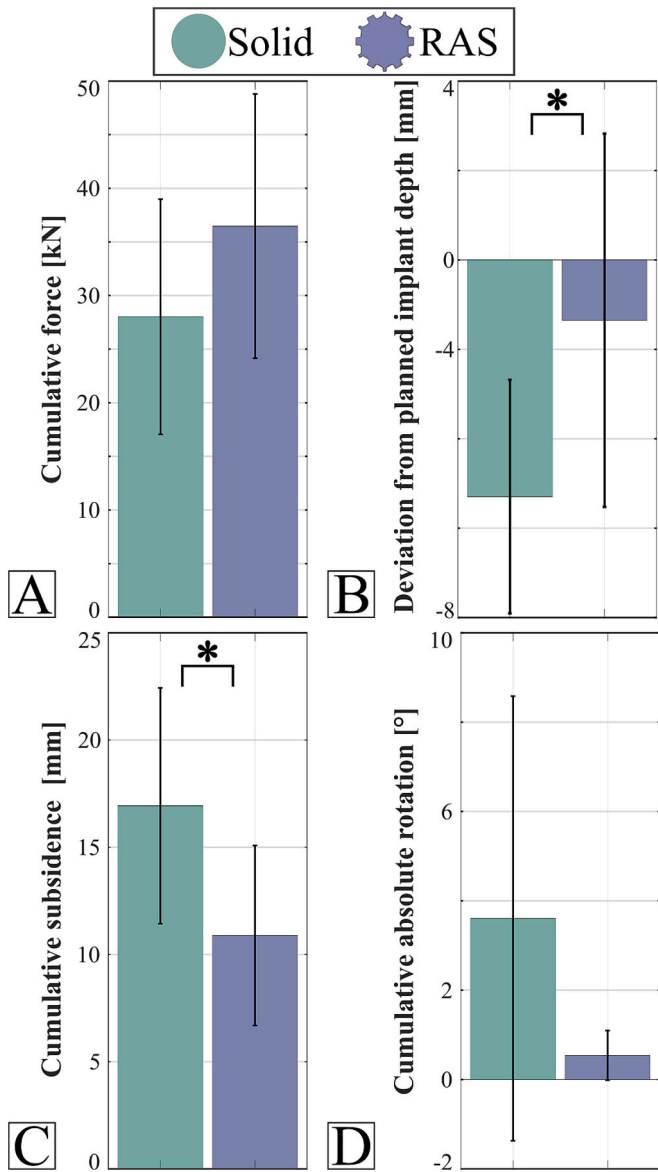 Solid RAS
Cumulative force [kN]
50
40
30
20
10
0
A
Deviation from planned implant depth [mm]
*
4
0
-4
-8
B
Cumulative subsidence [mm]
*
25
20
15
10
5
0
C
Cumulative absolute rotation [°]
10
6
2
0
-2
D